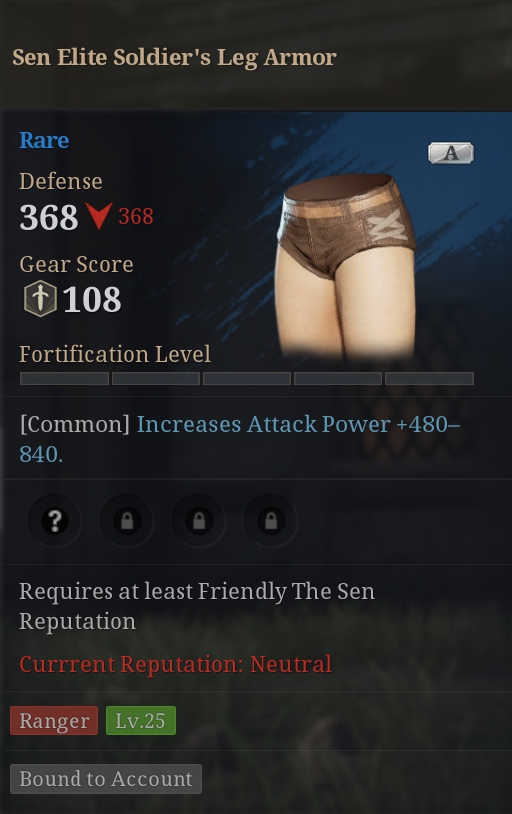 Sen Elite Soldier's Leg Armor
Rare
A
Defense
368 368
Gear Score
108
Fortification Level
[Common] Increases Attack Power +480–
840.
?
Requires at least Friendly The Sen
Reputation
Currrent Reputation: Neutral
Ranger Lv.25
Bound to Account